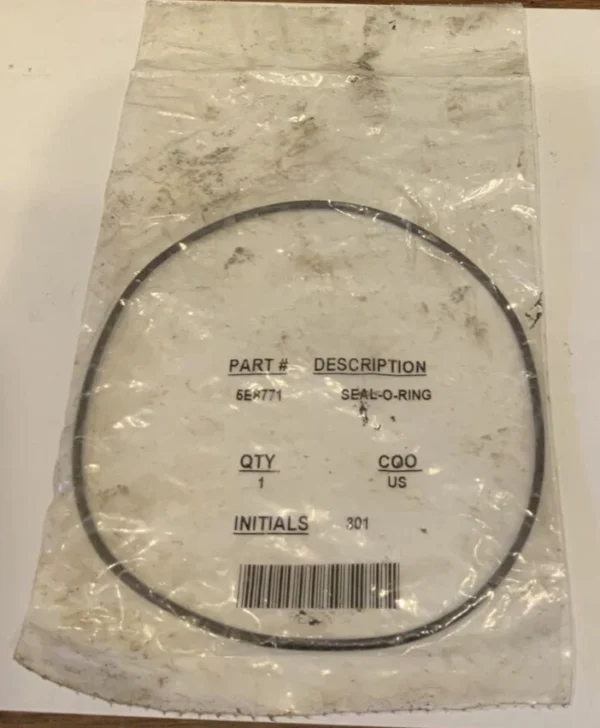 PART # DESCRIPTION
SEAL-O-RING
QTY COO
1 US
INITIALS 301